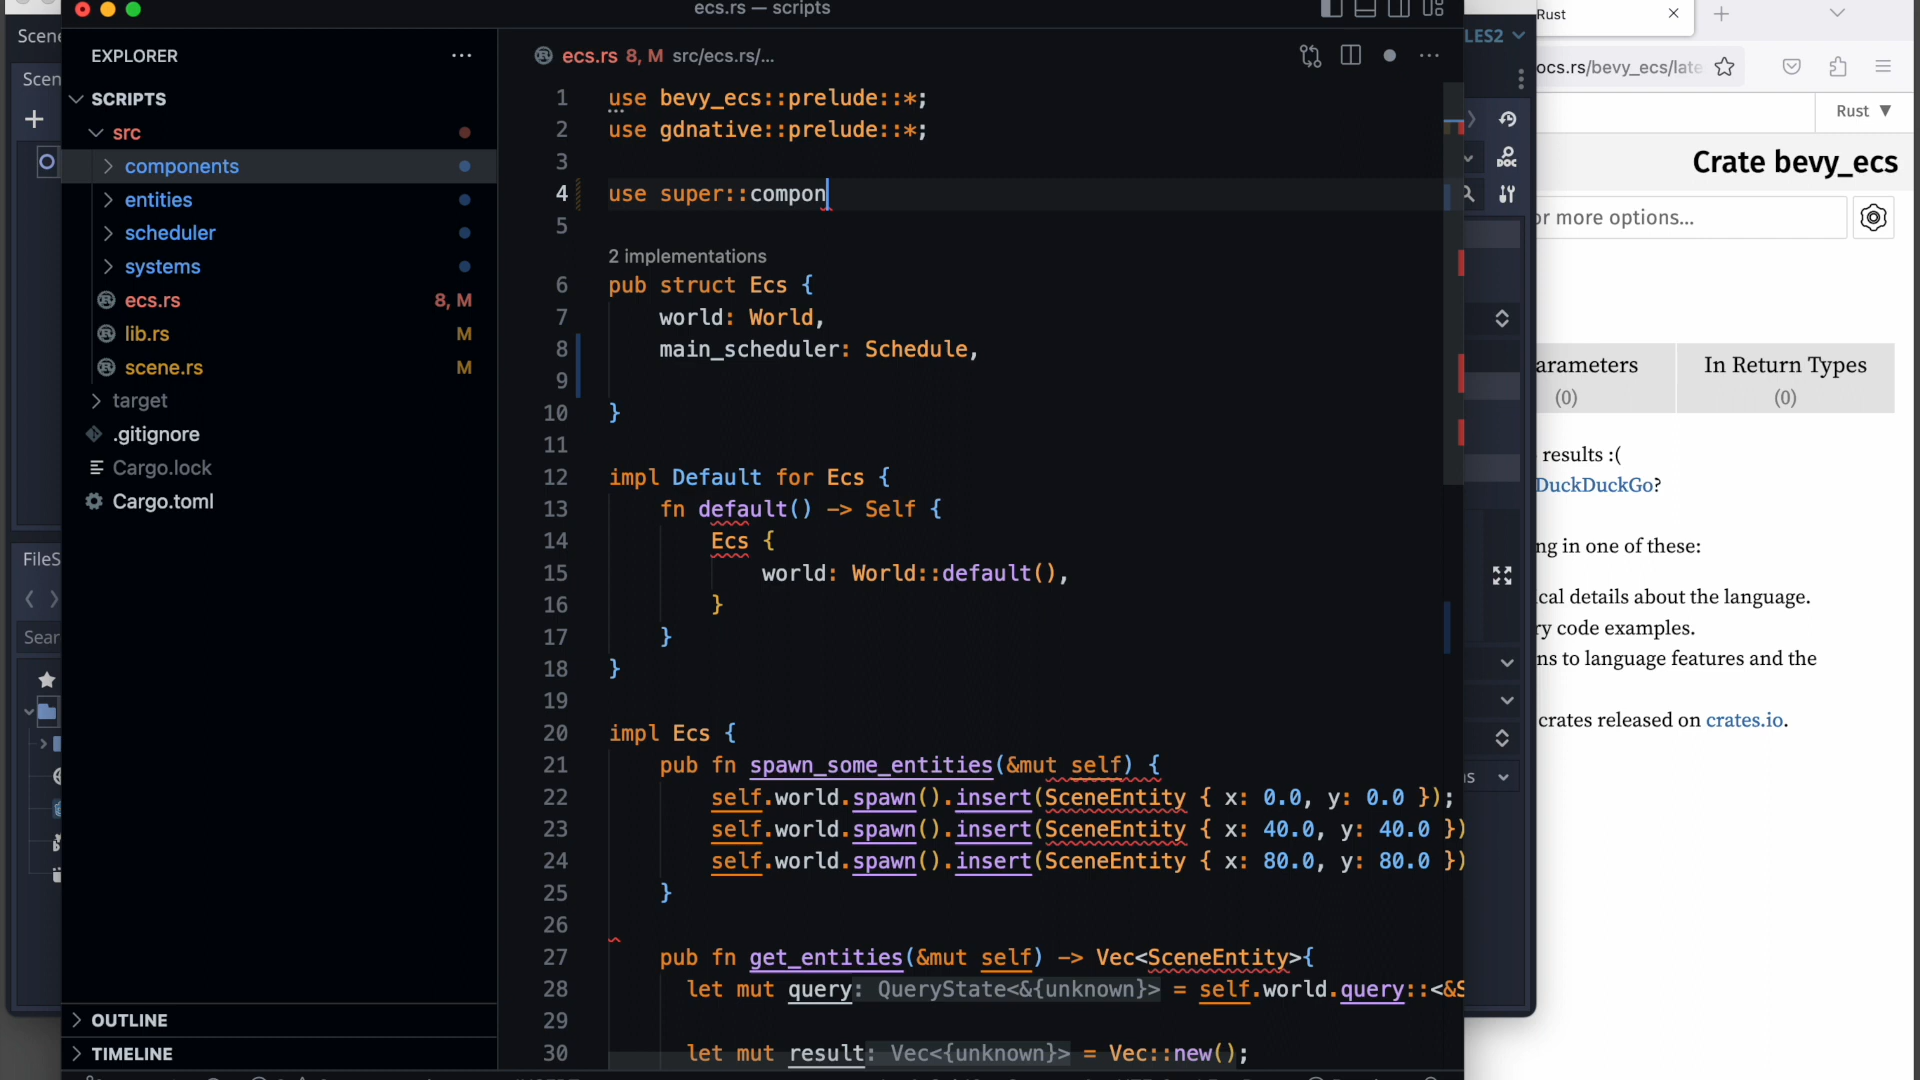 ecs.rs — scripts
Rust
Scene
EXPLORER
ecs.rs 8, M src/ecs.rs/...
LES2
ocs.rs/bevy_ecs/late
Scen
SCRIPTS
src
components
entities
scheduler
systems
ecs.rs 8, M
lib.rs M
scene.rs M
target
.gitignore
Cargo.lock
Cargo.toml
OUTLINE
TIMELINE
FileS
Sear
1 use bevy_ecs::prelude::*;
2 use gdnative::prelude::*;
3
4 use super::compon
5
2 implementations
6 pub struct Ecs {
7 world: World,
8 main_scheduler: Schedule,
9
10 }
11
12 impl Default for Ecs {
13 fn default() -> Self {
14 Ecs {
15 world: World::default(),
16 }
17 }
18 }
19
20 impl Ecs {
21 pub fn spawn_some_entities(&mut self) {
22 self.world.spawn().insert(SceneEntity { x: 0.0, y: 0.0 });
23 self.world.spawn().insert(SceneEntity { x: 40.0, y: 40.0 })
24 self.world.spawn().insert(SceneEntity { x: 80.0, y: 80.0 })
25 }
26
27 pub fn get_entities(&mut self) -> Vec<SceneEntity>{
28 let mut query: QueryState<&{unknown}> = self.world.query::<&S
29
30 let mut result: Vec<{unknown}> = Vec::new();
DOC
Rust
Crate bevy_ecs
or more options...
arameters
(0)
In Return Types
(0)
results :(
DuckDuckGo?
ng in one of these:
cal details about the language.
ry code examples.
ns to language features and the
crates released on crates.io.